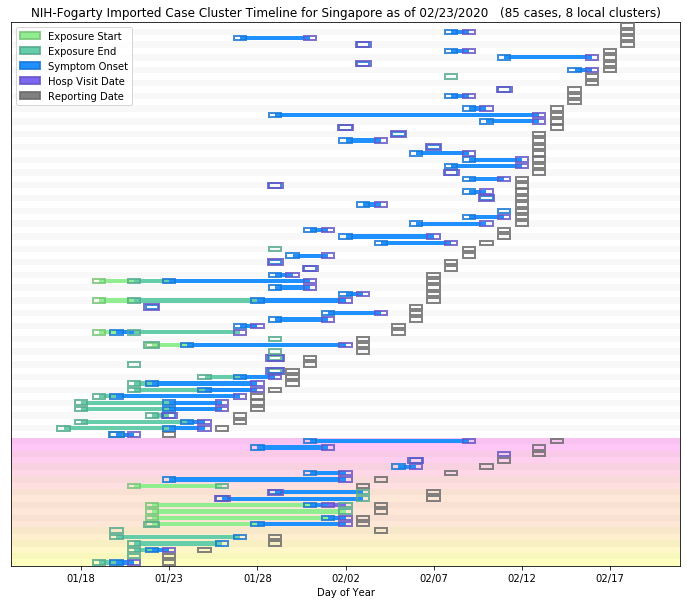 NIH-Fogarty Imported Case Cluster Timeline for Singapore as of 02/23/2020 (85 cases, 8 local clusters)
Exposure Start
Exposure End
Symptom Onset
Hosp Visit Date
Reporting Date
01/18 01/23 01/28 02/02 02/07 02/12 02/17
Day of Year